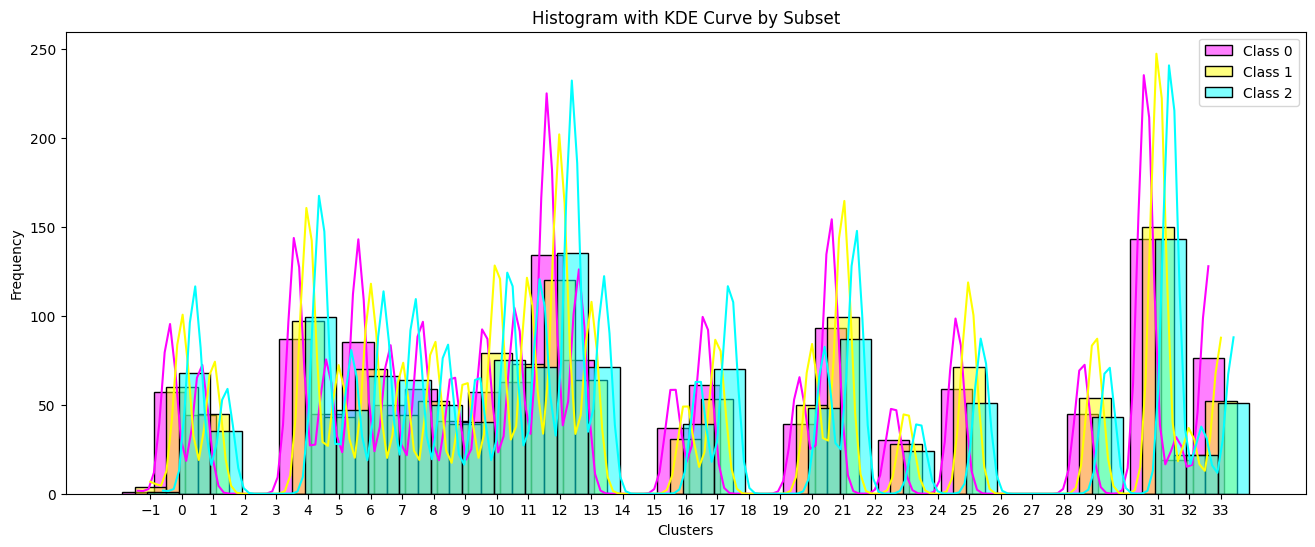 Histogram with KDE Curve by Subset
Class 0
Class 1
Class 2
Frequency
250
200
150
100
50
0
−1 0 1 2 3 4 5 6 7 8 9 10 11 12 13 14 15 16 17 18 19 20 21 22 23 24 25 26 27 28 29 30 31 32 33
Clusters